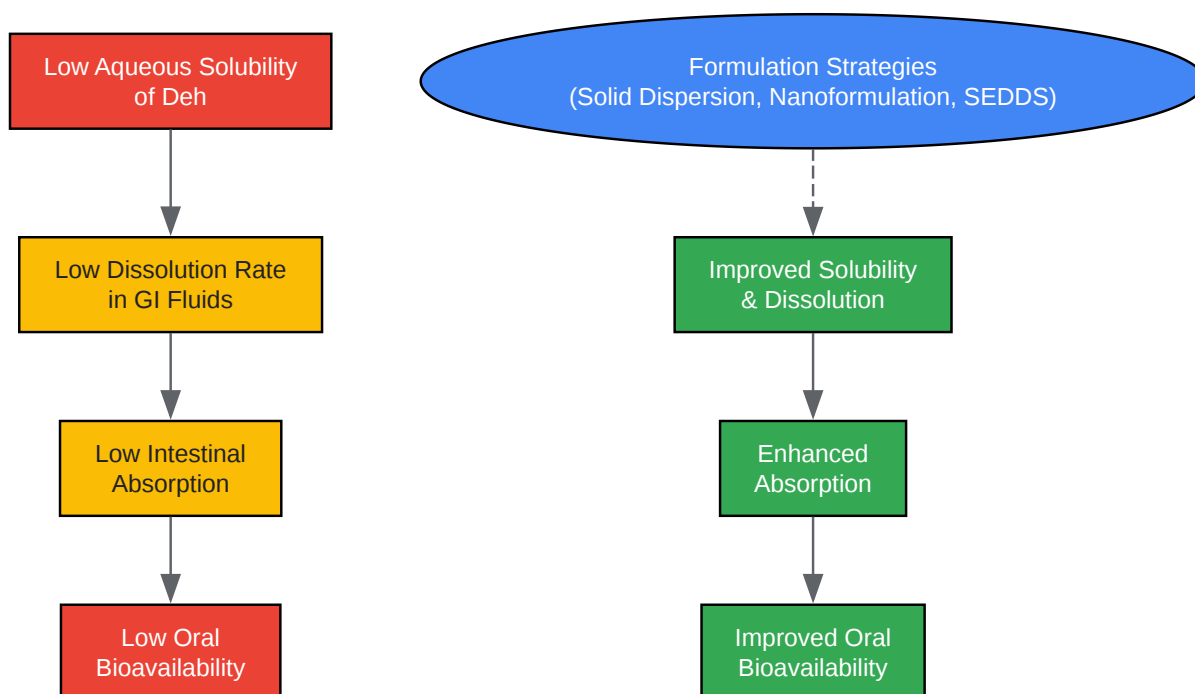 Low Aqueous Solubility
of Deh
Low Dissolution Rate
in GI Fluids
Low Intestinal
Absorption
Low Oral
Bioavailability
Formulation Strategies
(Solid Dispersion, Nanoformulation, SEDDS)
Improved Solubility
& Dissolution
Enhanced
Absorption
Improved Oral
Bioavailability